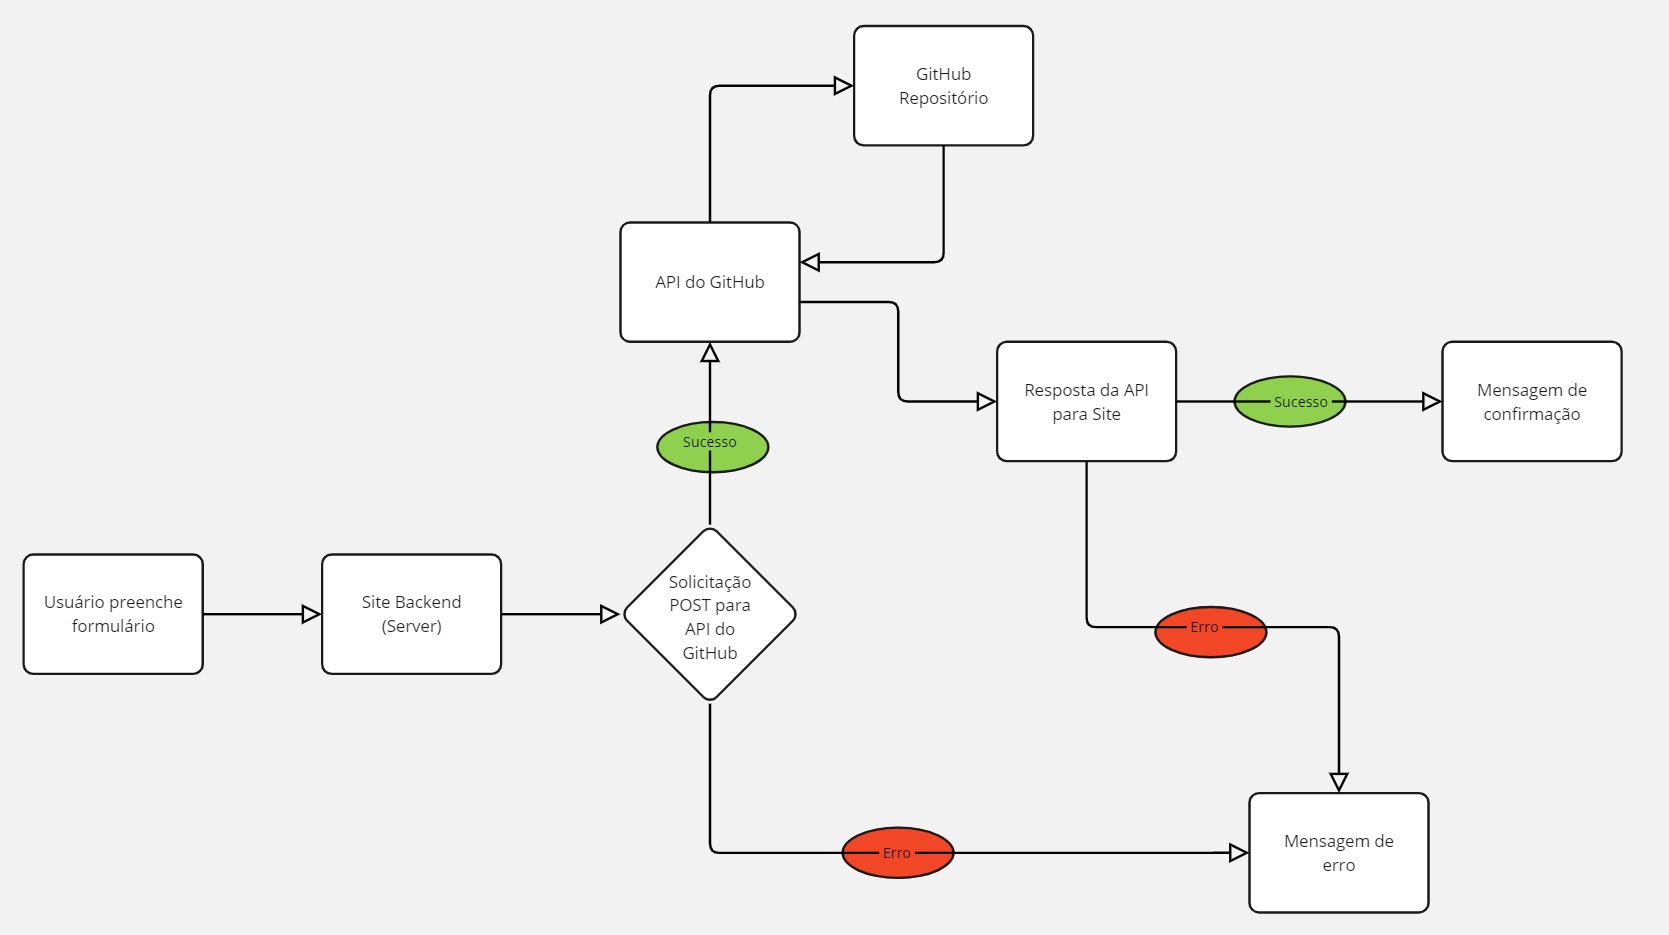 GitHub
Repositório
API do GitHub
Resposta da API
para Site
Sucesso
Mensagem de
confirmação
Sucesso
Usuário preenche
formulário
Site Backend
(Server)
Solicitação
POST para
API do
GitHub
Erro
Erro
Mensagem de
erro